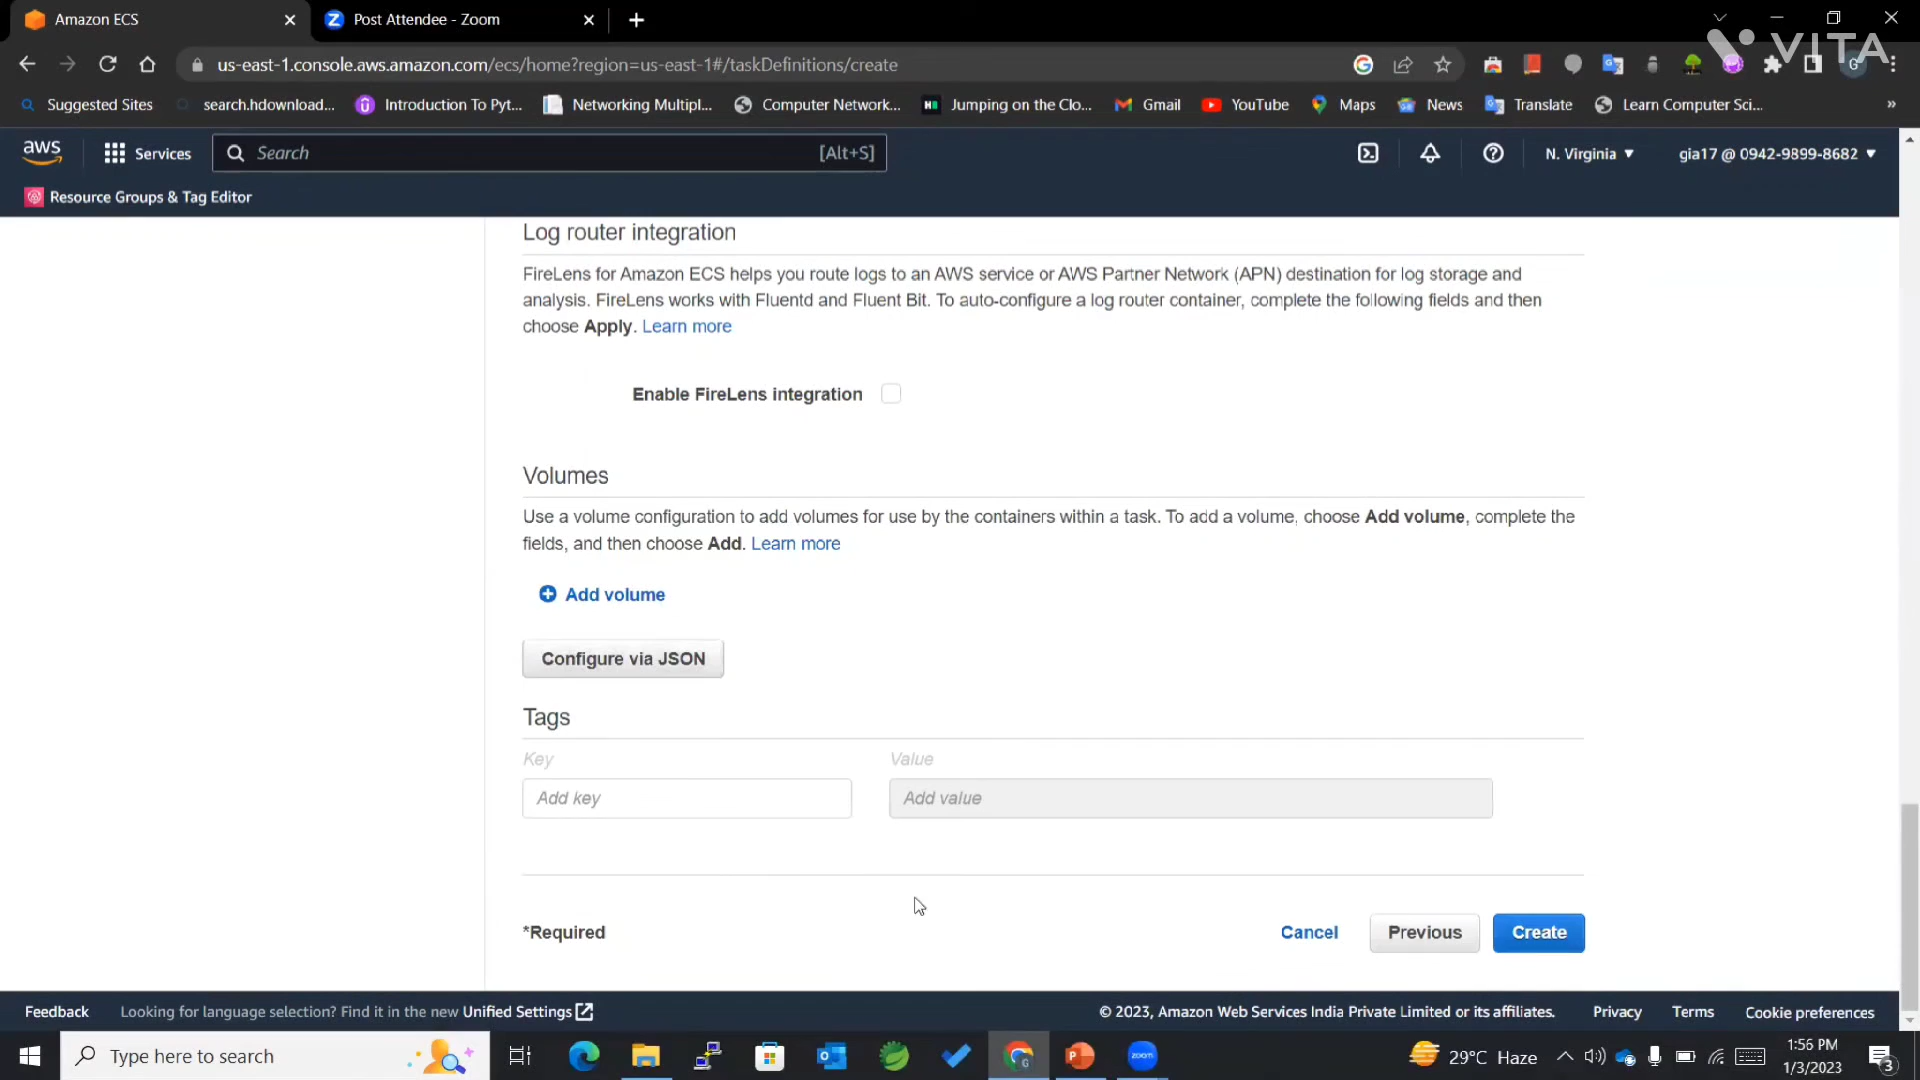 Amazon ECS
Post Attendee - Zoom
VITA
us-east-1.console.aws.amazon.com/ecs/home?region=us-east-1#/taskDefinitions/create
Suggested Sites
search.hdownload...
Introduction To Pyt...
Networking Multipl...
Computer Network...
Jumping on the Clo...
Gmail
YouTube
Maps
News
Translate
Learn Computer Sci...
»
aws
Services
Search
[Alt+S]
N. Virginia
gia17 @ 0942-9899-8682
Resource Groups & Tag Editor
Log router integration
FireLens for Amazon ECS helps you route logs to an AWS service or AWS Partner Network (APN) destination for log storage and
analysis. FireLens works with Fluentd and Fluent Bit. To auto-configure a log router container, complete the following fields and then
choose Apply. Learn more
Enable FireLens integration
Volumes
Use a volume configuration to add volumes for use by the containers within a task. To add a volume, choose Add volume, complete the
fields, and then choose Add. Learn more
Add volume
Configure via JSON
Tags
Key
Value
Add key
Add value
*Required
Cancel
Previous
Create
Feedback
Looking for language selection? Find it in the new Unified Settings
© 2023, Amazon Web Services India Private Limited or its affiliates.
Privacy
Terms
Cookie preferences
Type here to search
zoom
29°C Haze
1:56 PM
1/3/2023
3